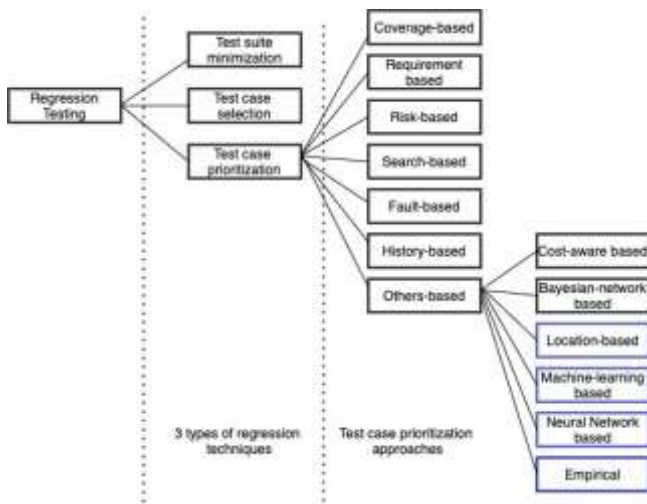 Regression
Testing
Test suite
minimization
Test case
selection
Test case
prioritization
Coverage-based
Requirement
based
Risk-based
Search-based
Fault-based
History-based
Others-based
Cost-aware based
Bayesian-network
based
Location-based
Machine-learning
based
Neural Network
based
Empirical
3 types of regression
techniques
Test case prioritization
approaches